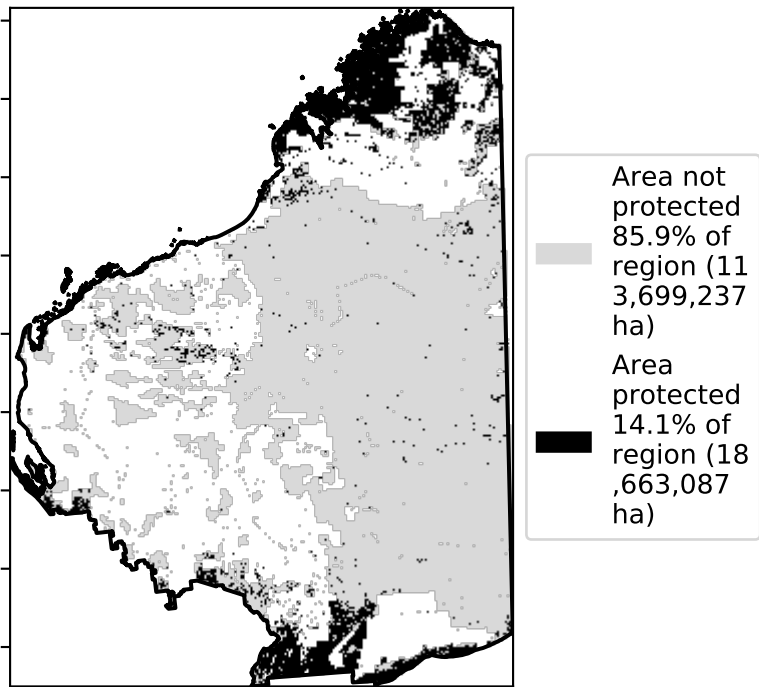 Area not
protected
85.9% of
region (11
3,699,237
ha)
Area
protected
14.1% of
region (18
,663,087
ha)